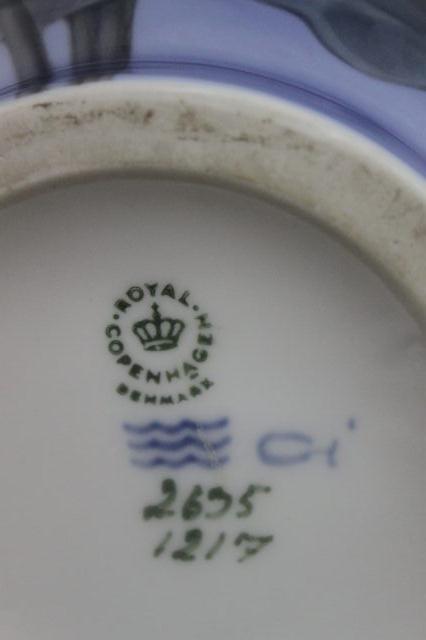 ROYAL · COPENHAGEN ·
DENMARK
2695
1217